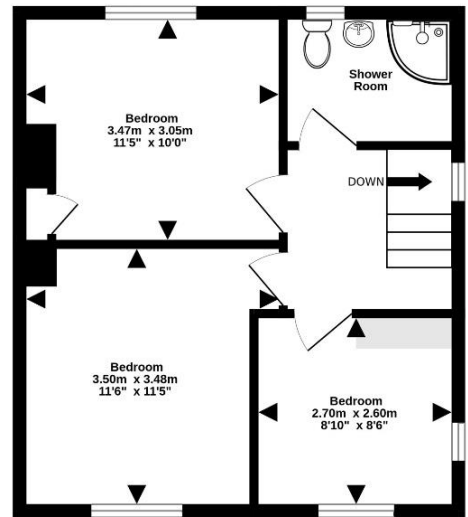 Shower
Room
Bedroom
3.47m x 3.05m
11'5" x 10'0"
DOWN
Bedroom
3.50m x 3.48m
11'6" x 11'5"
Bedroom
2.70m x 2.60m
8'10" x 8'6"